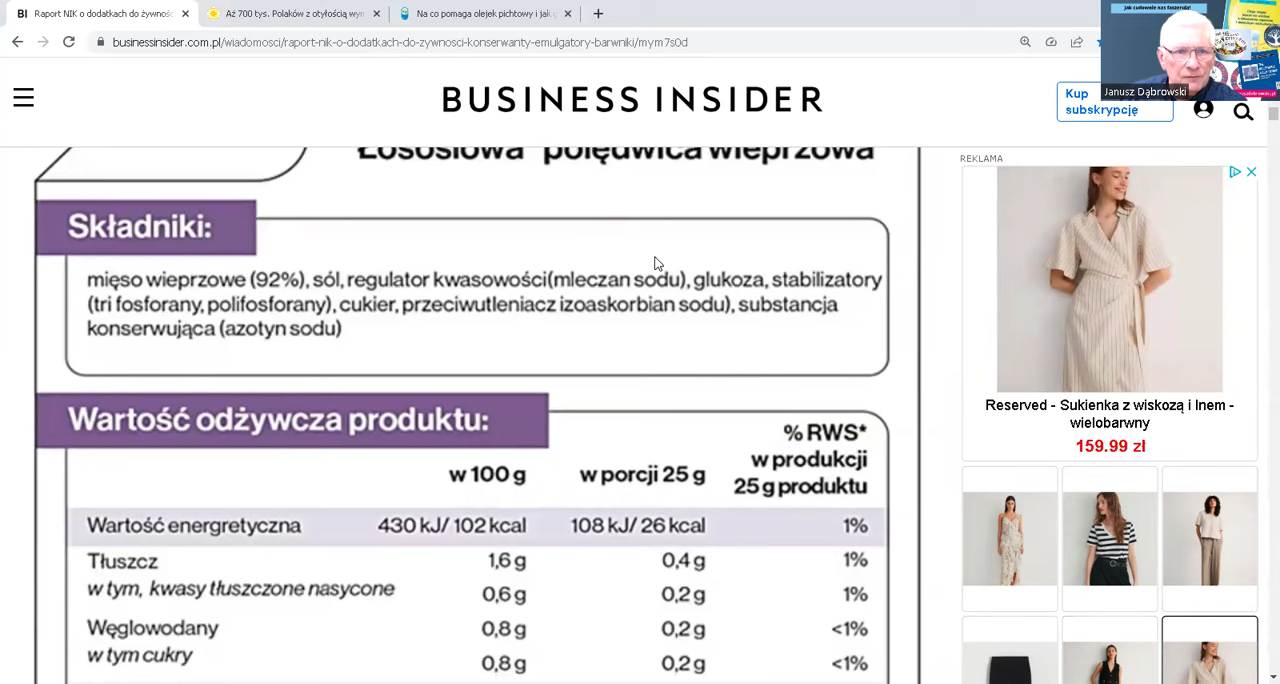 Raport NIK o dodatkach do żywnośc
Aż 700 tys. Polaków z otyłością wyn
Na co pomaga olejek pichtowy i jak
businessinsider.com.pl/wiadomosci/raport-nik-o-dodatkach-do-zywnosci-konserwanty-emulgatory-barwniki/mym7s0d
Janusz Dąbrowski
BUSINESS INSIDER
Kup
subskrypcję
Łososiowa polędwica wieprzowa
Składniki:
mięso wieprzowe (92%), sól, regulator kwasowości(mleczan sodu), glukoza, stabilizatory
(tri fosforany, polifosforany), cukier, przeciwutleniacz izoaskorbian sodu), substancja
konserwująca (azotyn sodu)
Wartość odżywcza produktu:
w 100 g w porcji 25 g % RWS*
w produkcji
25 g produktu
Wartość energretyczna 430 kJ/ 102 kcal 108 kJ/ 26 kcal 1%
Tłuszcz 1,6 g 0,4 g 1%
w tym, kwasy tłuszczone nasycone 0,6 g 0,2 g 1%
Węglowodany 0,8 g 0,2 g <1%
w tym cukry 0,8 g 0,2 g <1%
REKLAMA
Reserved - Sukienka z wiskozą i lnem -
wielobarwny
159.99 zł